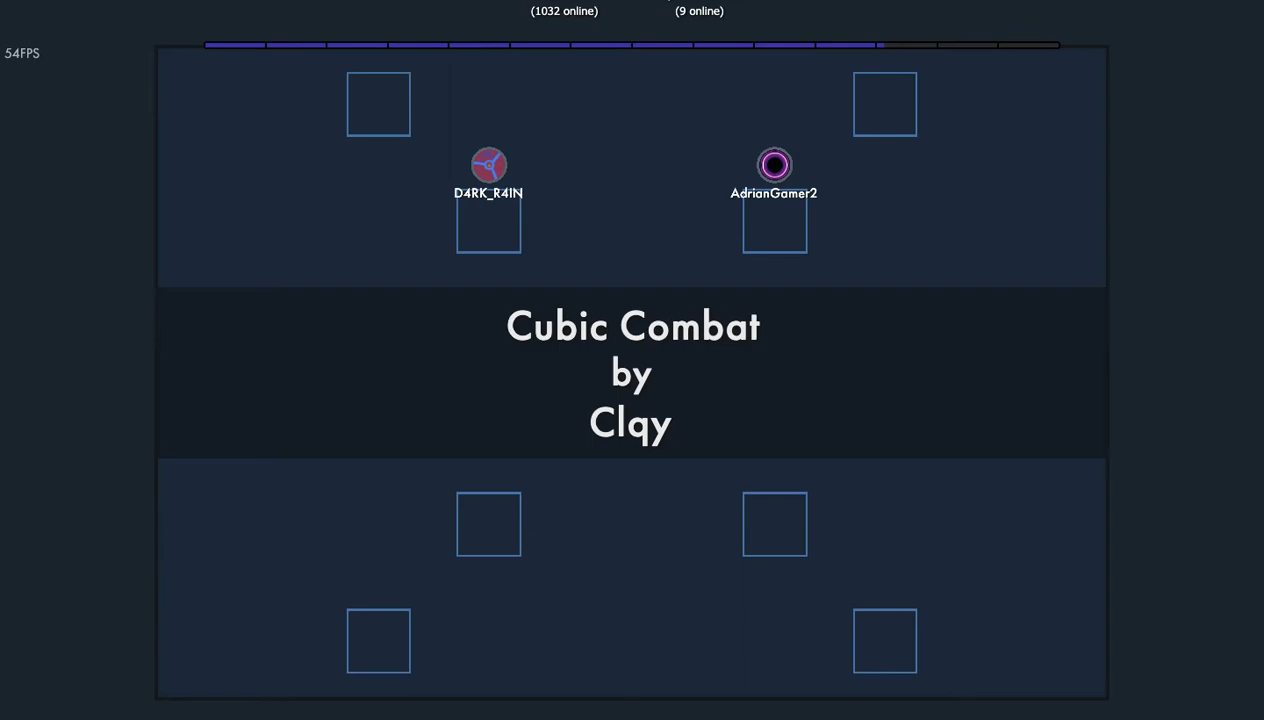 (1032 online) (9 online)
54FPS
D4RK_R4IN AdrianGamer2
Cubic Combat
by
Clqy